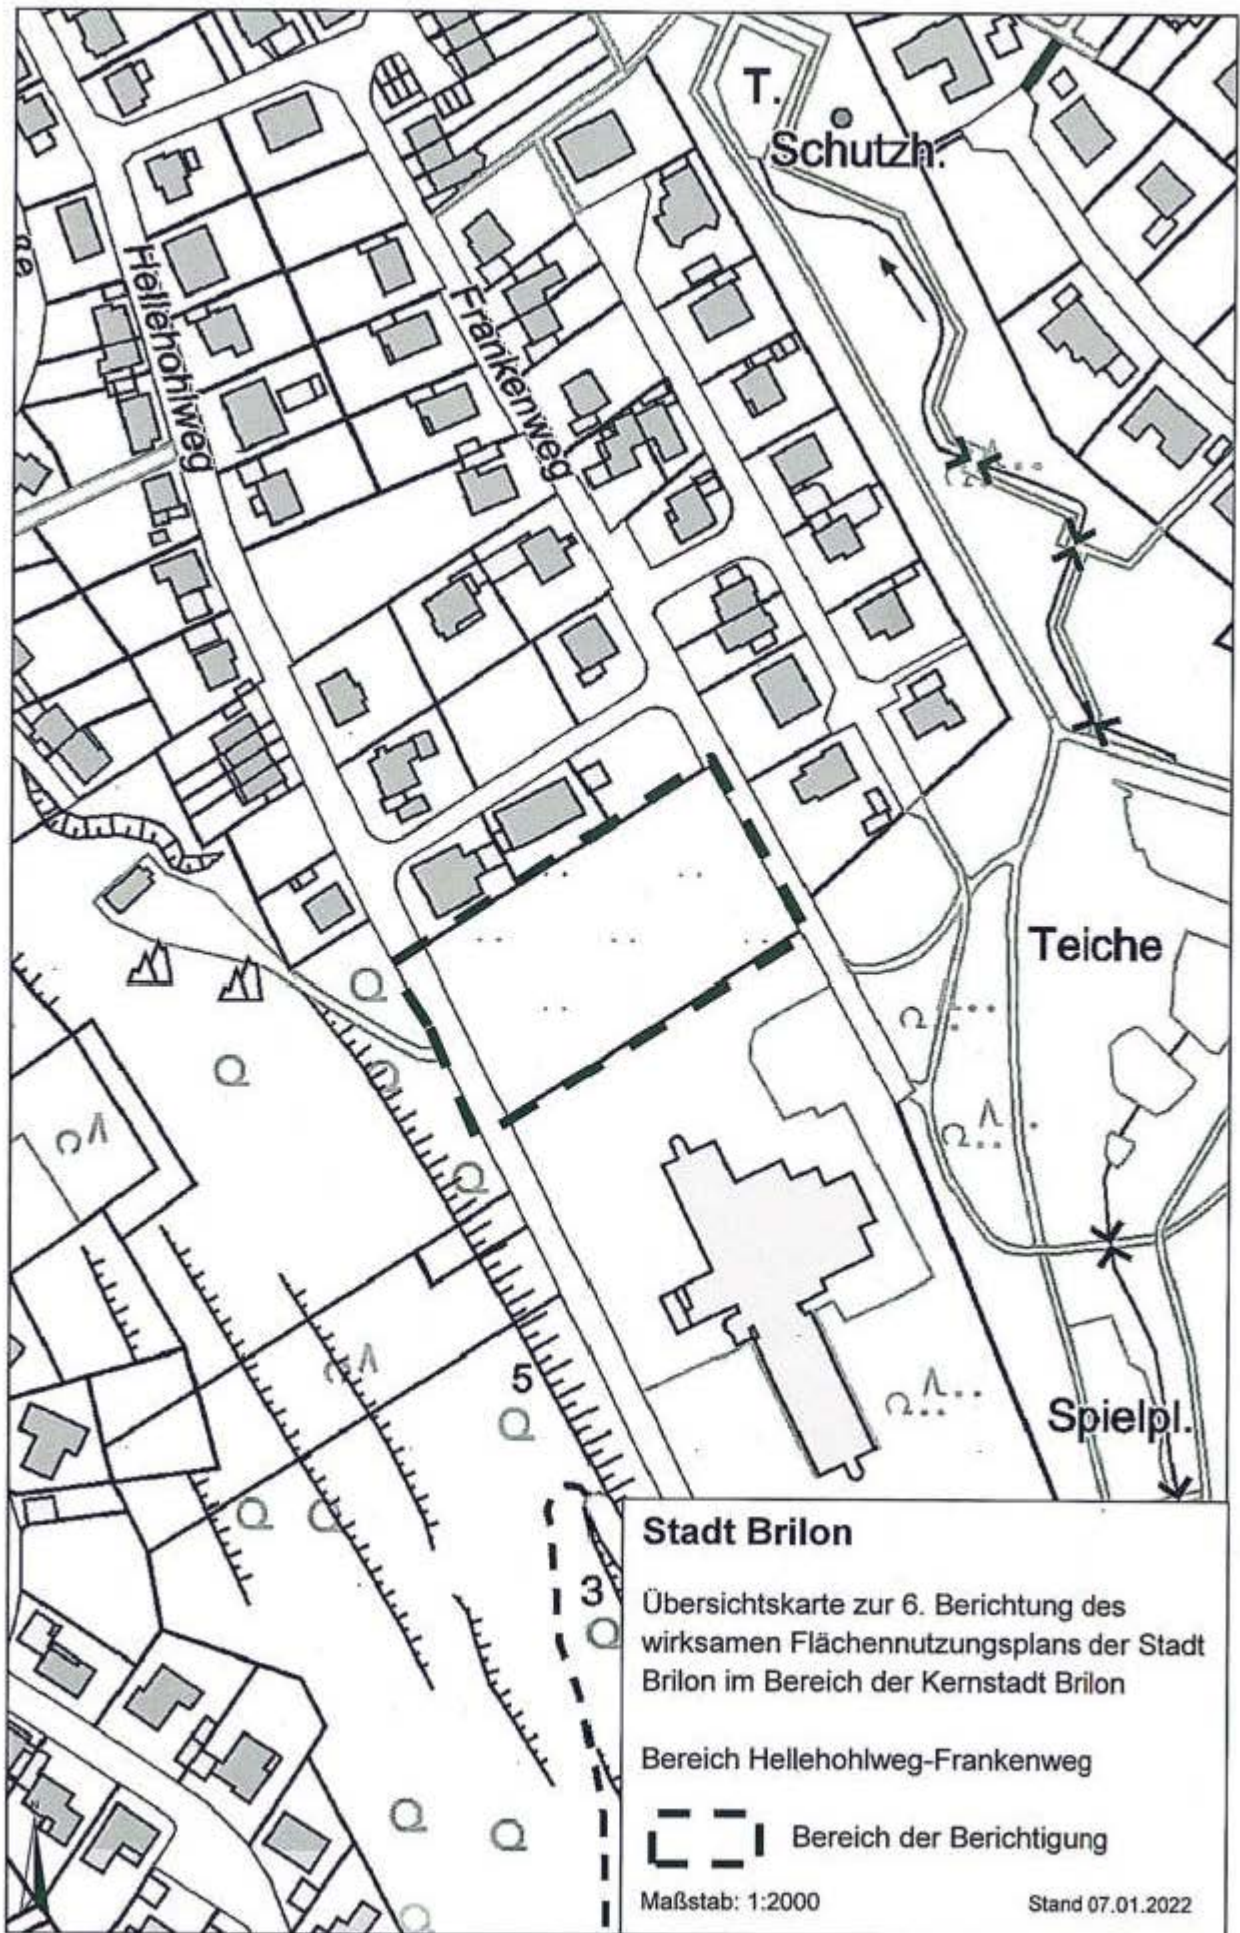 T.
Schutzh.
ße
Hellehohlweg
Frankenweg
Teiche
5
Spielpl.
3
Stadt Brilon
Übersichtskarte zur 6. Berichtung des
wirksamen Flächennutzungsplans der Stadt
Brilon im Bereich der Kernstadt Brilon
Bereich Hellehohlweg-Frankenweg
Bereich der Berichtigung
Maßstab: 1:2000
Stand 07.01.2022